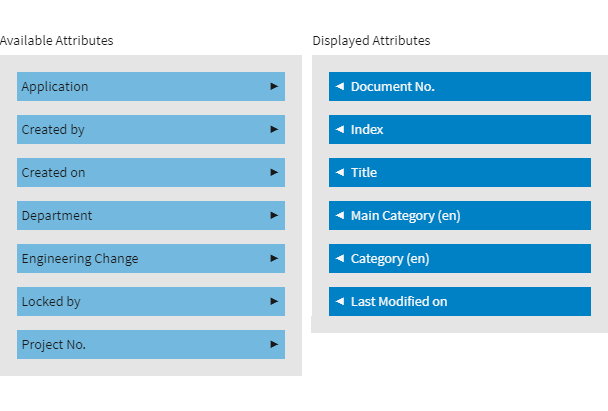 Available Attributes
Application
Created by
Created on
Department
Engineering Change
Locked by
Project No.
Displayed Attributes
Document No.
Index
Title
Main Category (en)
Category (en)
Last Modified on